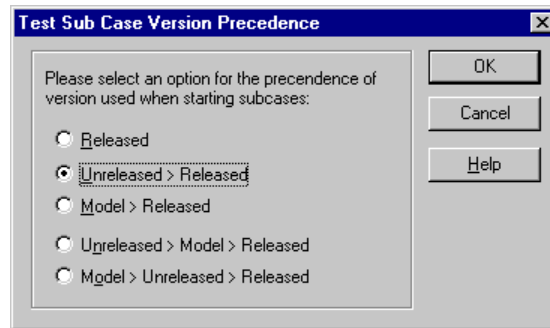 Test Sub Case Version Precedence
Please select an option for the precendence of
version used when starting subcases:
Released
Unreleased > Released
Model > Released
Unreleased > Model > Released
Model > Unreleased > Released
OK
Cancel
Help